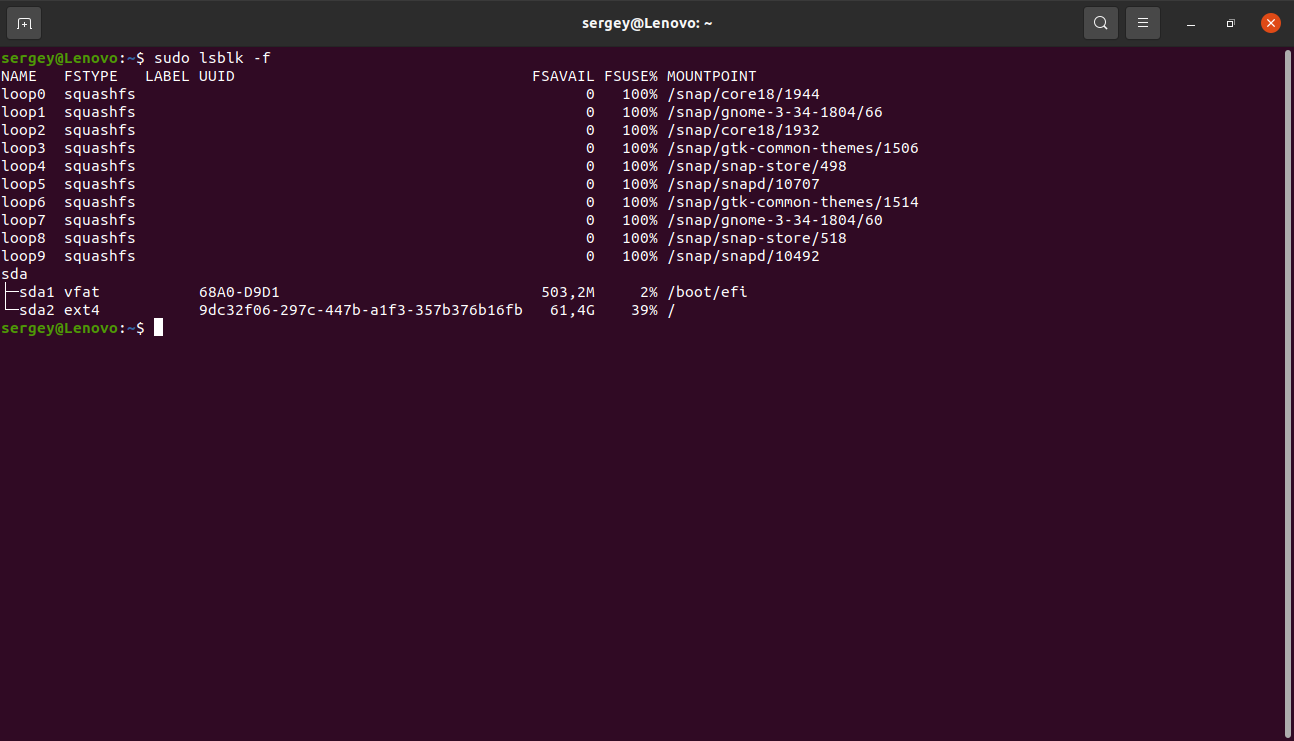 sergey@Lenovo: ~
sergey@Lenovo:~$ sudo lsblk -f
NAME   FSTYPE   LABEL UUID                                 FSAVAIL FSUSE% MOUNTPOINT
loop0  squashfs                                                  0   100% /snap/core18/1944
loop1  squashfs                                                  0   100% /snap/gnome-3-34-1804/66
loop2  squashfs                                                  0   100% /snap/core18/1932
loop3  squashfs                                                  0   100% /snap/gtk-common-themes/1506
loop4  squashfs                                                  0   100% /snap/snap-store/498
loop5  squashfs                                                  0   100% /snap/snapd/10707
loop6  squashfs                                                  0   100% /snap/gtk-common-themes/1514
loop7  squashfs                                                  0   100% /snap/gnome-3-34-1804/60
loop8  squashfs                                                  0   100% /snap/snap-store/518
loop9  squashfs                                                  0   100% /snap/snapd/10492
sda
├─sda1 vfat           68A0-D9D1                             503,2M     2% /boot/efi
└─sda2 ext4           9dc32f06-297c-447b-a1f3-357b376b16fb   61,4G    39% /
sergey@Lenovo:~$